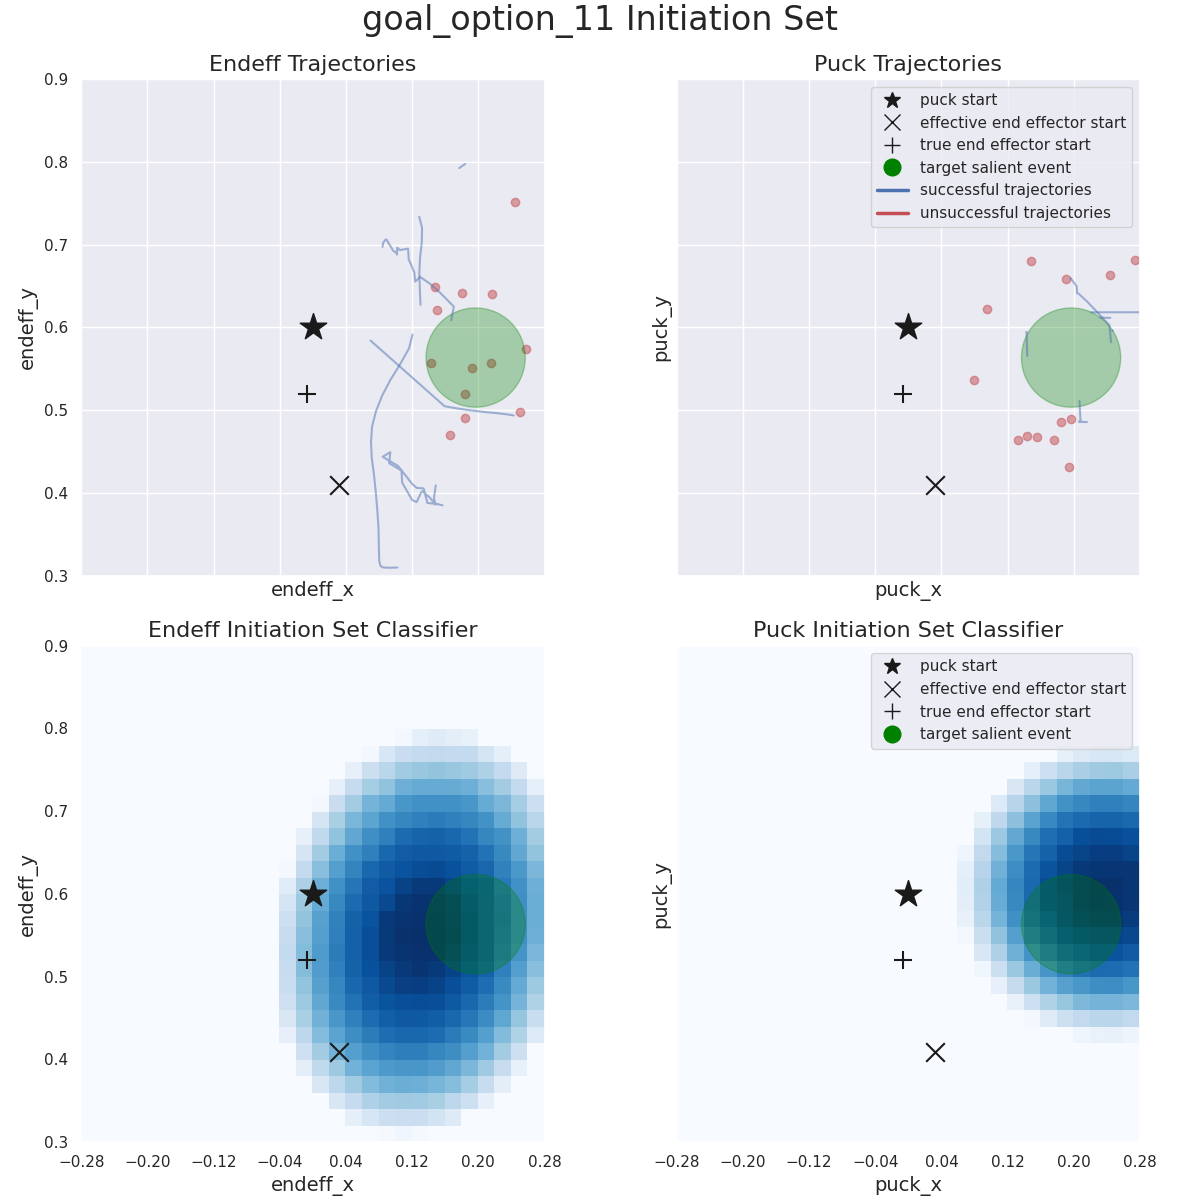 goal_option_11 Initiation Set
Endeff Trajectories
Puck Trajectories
0.9
0.8
0.7
0.6
0.5
0.4
0.3
endeff_y
endeff_x
puck_y
puck_x
puck start
effective end effector start
true end effector start
target salient event
successful trajectories
unsuccessful trajectories
Endeff Initiation Set Classifier
Puck Initiation Set Classifier
0.9
0.8
0.7
0.6
0.5
0.4
0.3
endeff_y
−0.28 −0.20 −0.12 −0.04 0.04 0.12 0.20 0.28
endeff_x
puck_y
puck start
effective end effector start
true end effector start
target salient event
−0.28 −0.20 −0.12 −0.04 0.04 0.12 0.20 0.28
puck_x